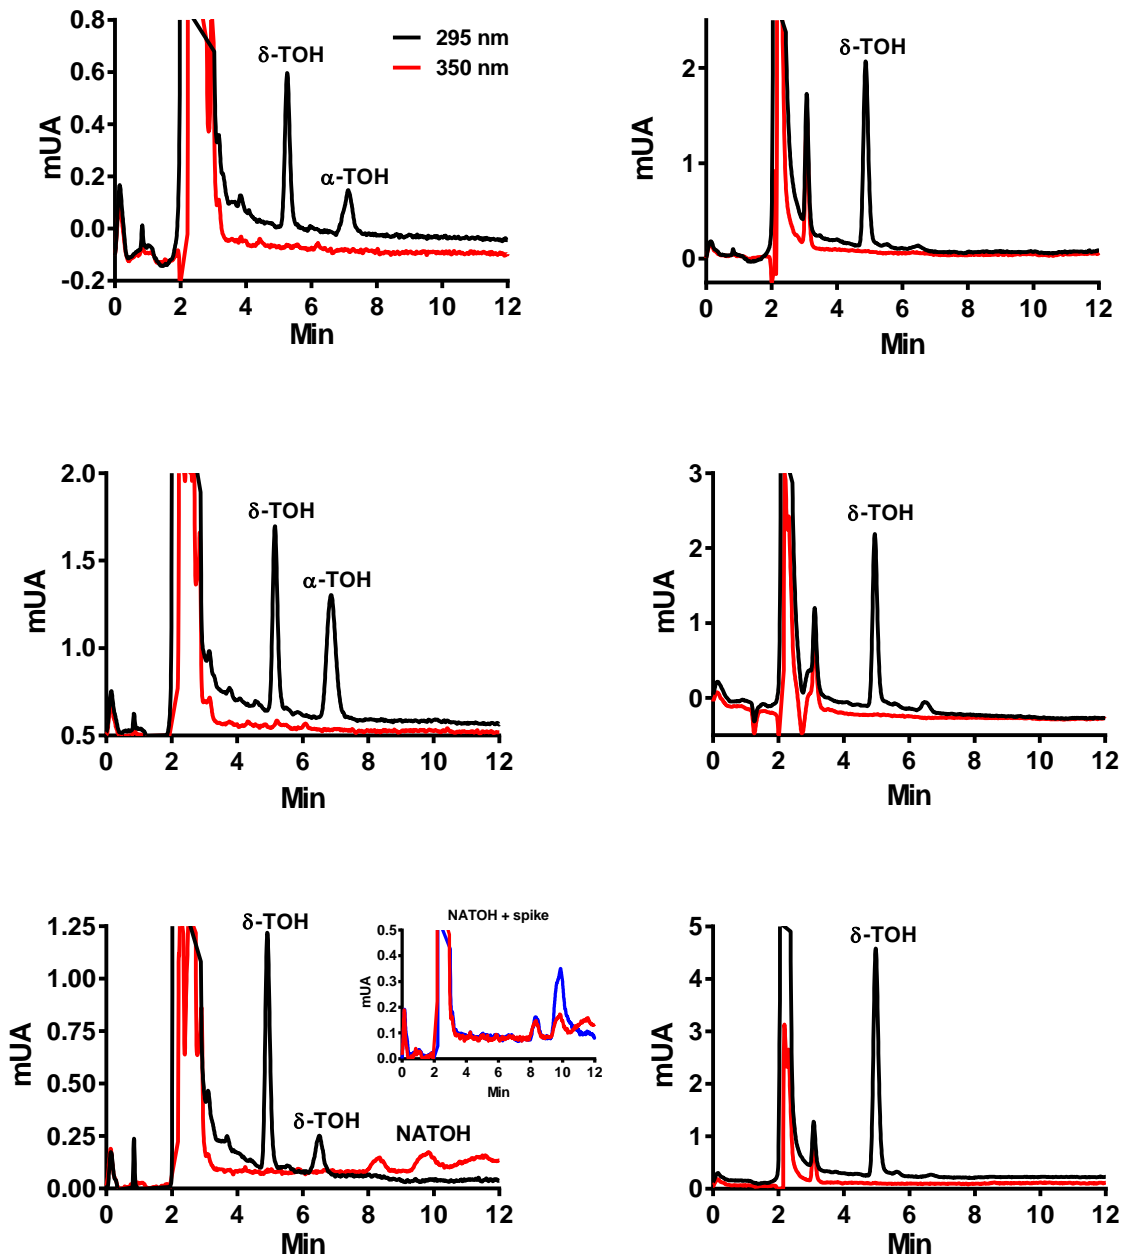 0.8
0.6
0.4
0.2
0.0
-0.2
mUA
δ-TOH
α-TOH
295 nm
350 nm
0 2 4 6 8 10 12
Min
2
1
0
mUA
δ-TOH
0 2 4 6 8 10 12
Min
2.0
1.5
1.0
0.5
mUA
δ-TOH
α-TOH
0 2 4 6 8 10 12
Min
3
2
1
0
mUA
δ-TOH
0 2 4 6 8 10 12
Min
1.25
1.00
0.75
0.50
0.25
0.00
mUA
δ-TOH
δ-TOH
NATOH
0 2 4 6 8 10 12
Min
NATOH + spike
0.5
0.4
0.3
0.2
0.1
0.0
mUA
0 2 4 6 8 10 12
Min
5
4
3
2
1
0
mUA
δ-TOH
0 2 4 6 8 10 12
Min